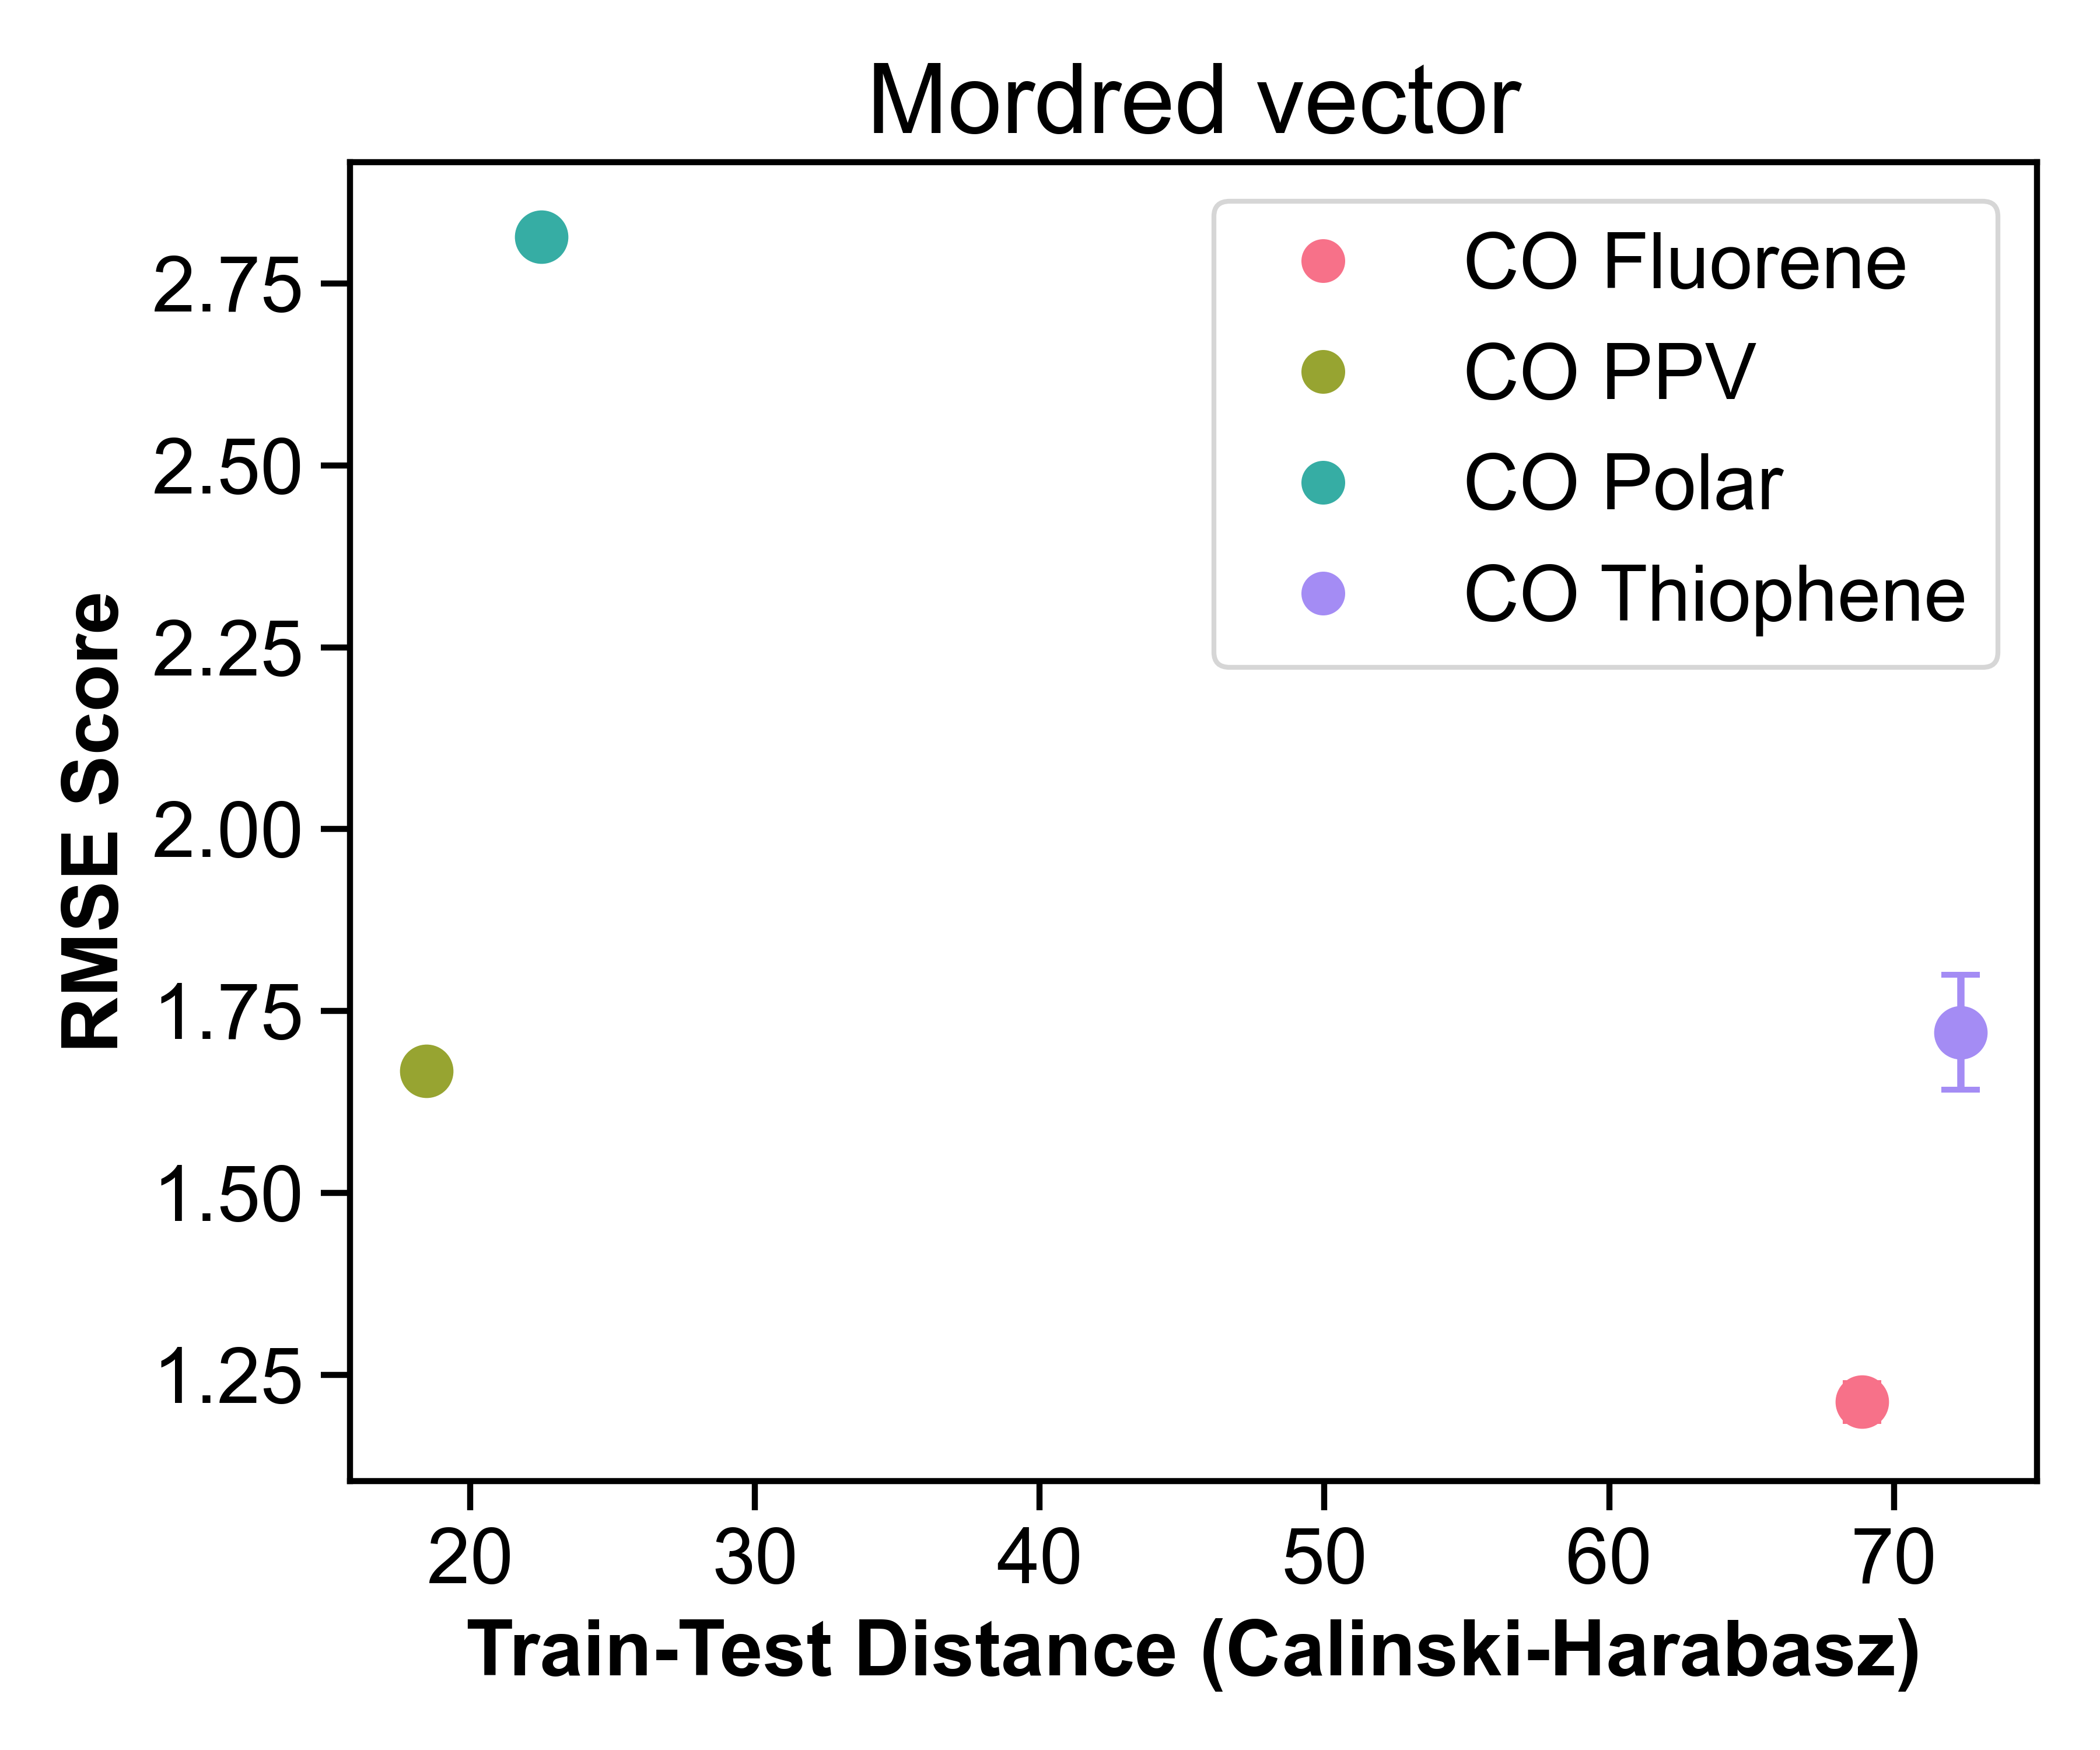 Mordred vector
CO Fluorene
CO PPV
CO Polar
CO Thiophene
RMSE Score
2.75
2.50
2.25
2.00
1.75
1.50
1.25
20 30 40 50 60 70
Train-Test Distance (Calinski-Harabasz)